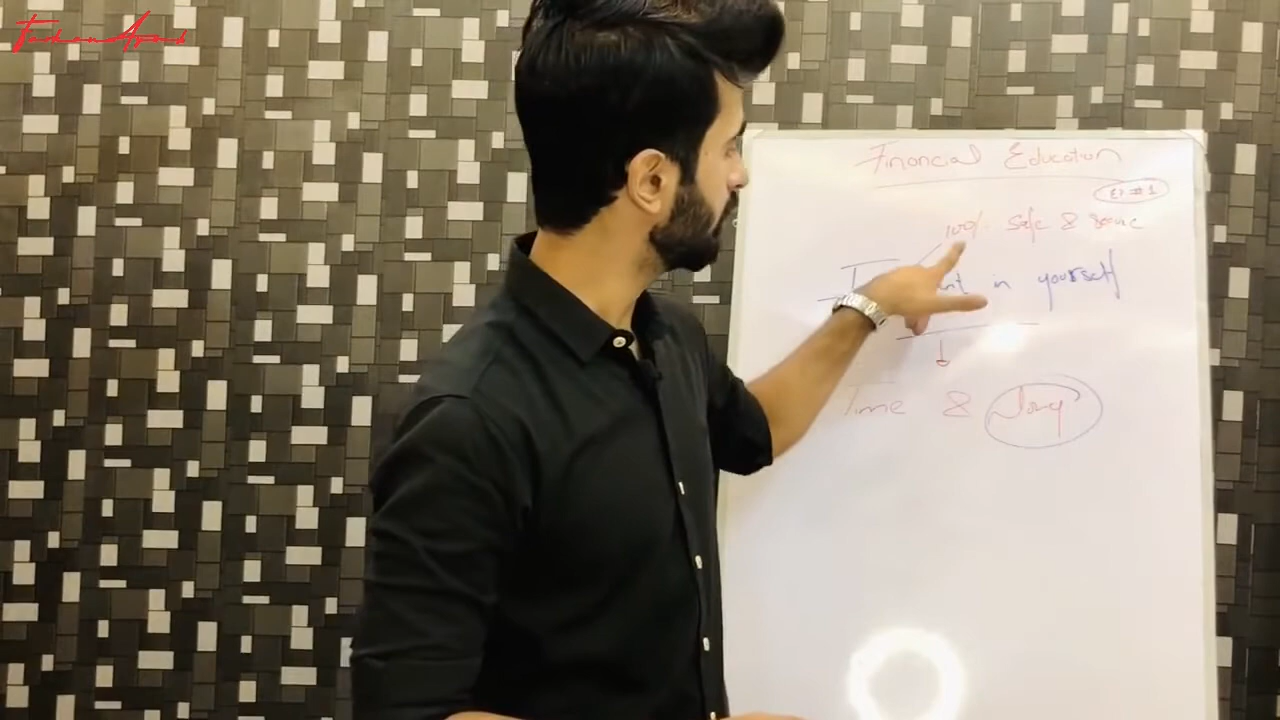 Financial Education
EP. # 1
100% Safe & Secure
in yourself
Time &